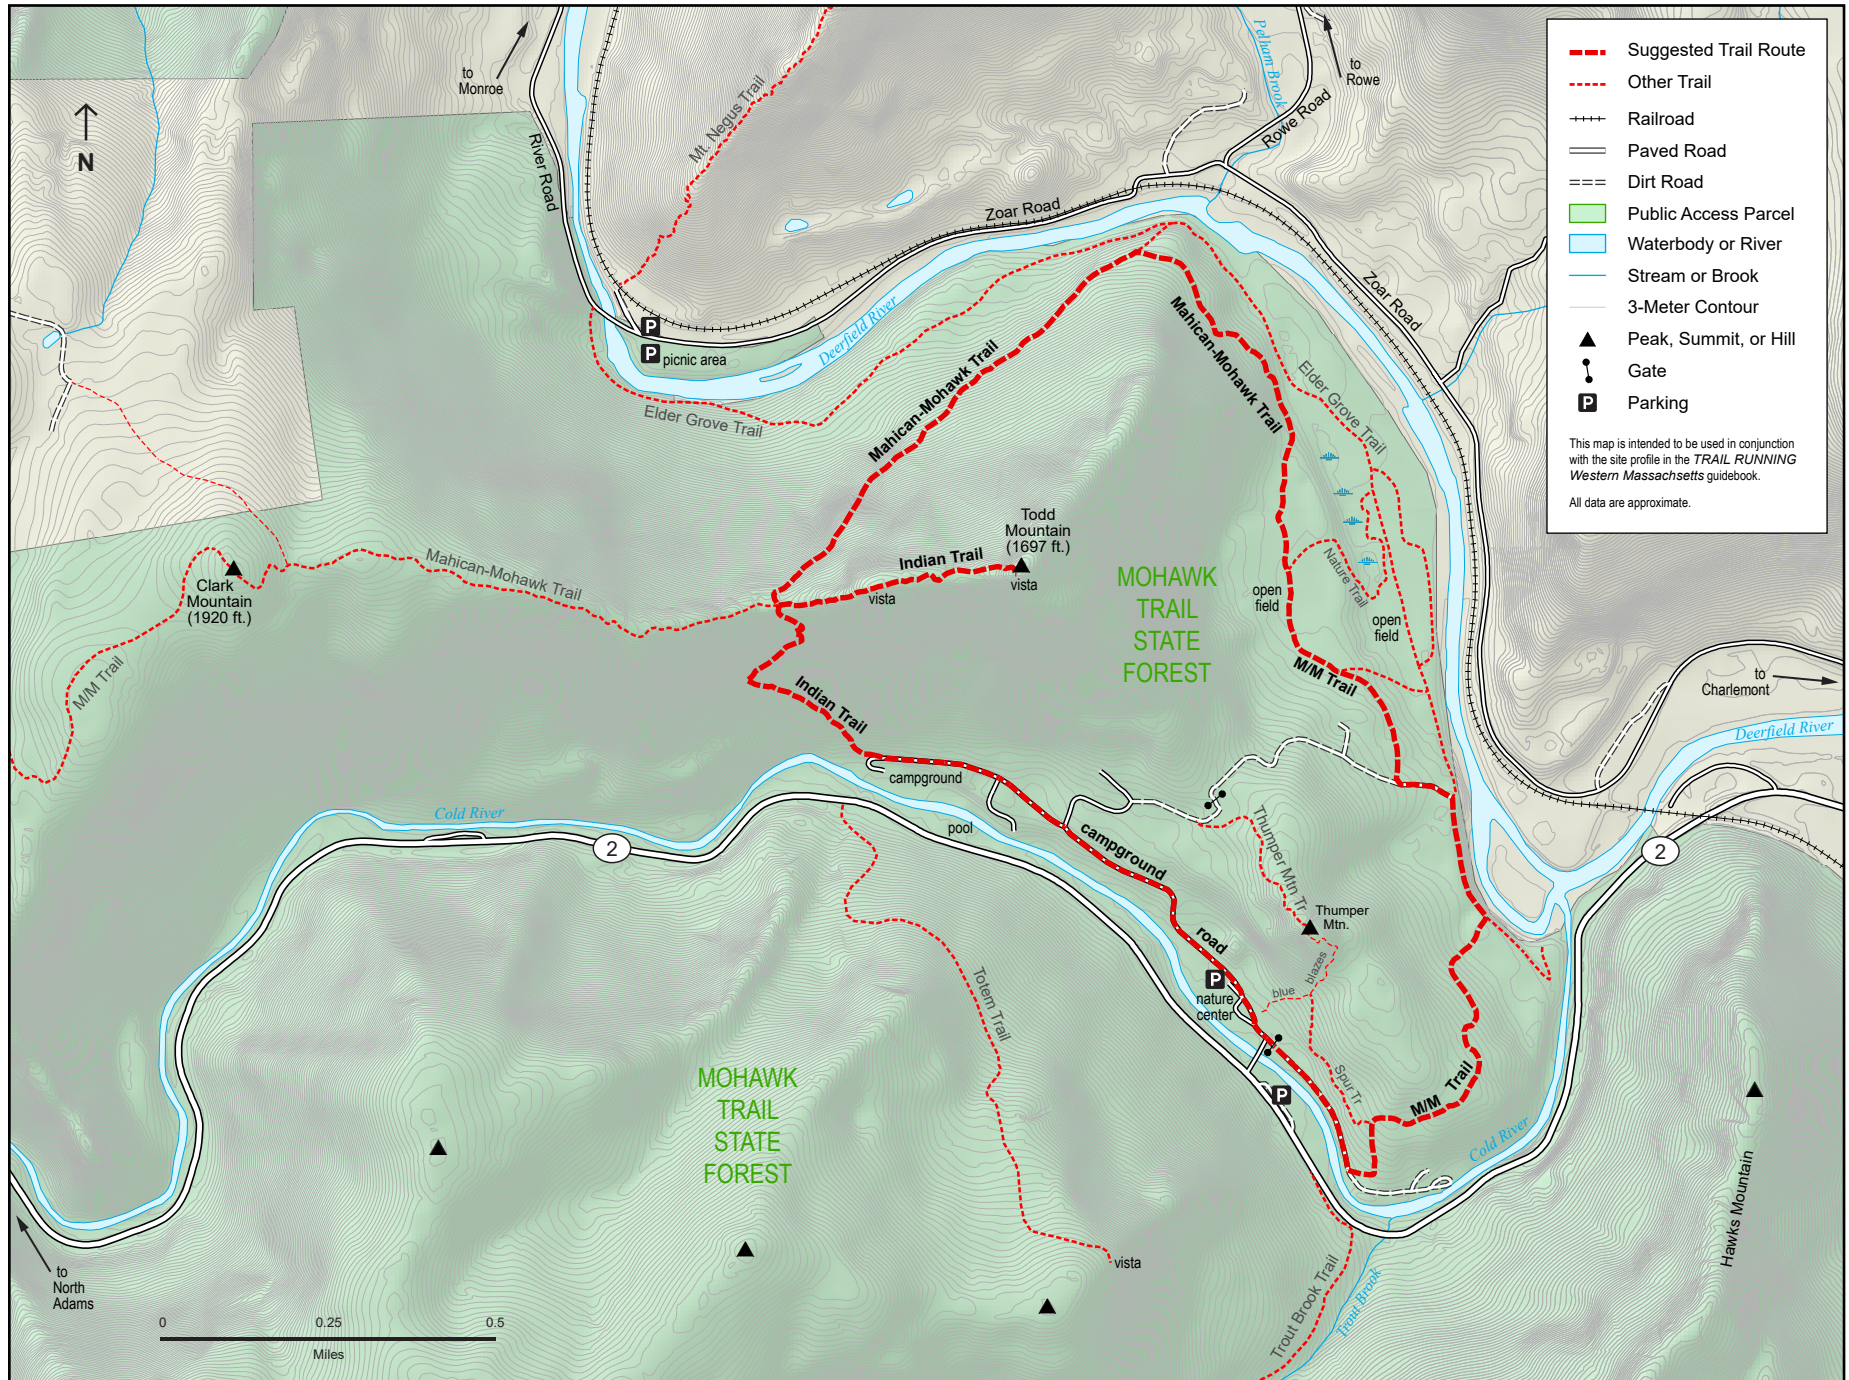 to
Monroe
Pelham Brook
to
Rowe
Rowe Road
N
River Road
Mt. Negus Trail
Zoar Road
Zoar Road
Suggested Trail Route
Other Trail
Railroad
Paved Road
Dirt Road
Public Access Parcel
Waterbody or River
Stream or Brook
3-Meter Contour
Peak, Summit, or Hill
Gate
P
Parking
This map is intended to be used in conjunction
with the site profile in the TRAIL RUNNING
Western Massachsetts guidebook.
All data are approximate.
P
P
picnic area
Deerfield River
Elder Grove Trail
Mahican-Mohawk Trail
Mahican-Mohawk Trail
Elder Grove Trail
Todd
Mountain
(1697 ft.)
vista
Indian Trail
vista
Mahican-Mohawk Trail
Clark
Mountain
(1920 ft.)
M/M Trail
MOHAWK
TRAIL
STATE
FOREST
open
field
Nature Trail
open
field
M/M Trail
Indian Trail
to
Charlemont
Deerfield River
campground
Cold River
2
pool
campground
road
Thumper Mtn Tr
Thumper
Mtn.
2
P
nature
center
blue
blazes
Totem Trail
Spur Tr
P
M/M
Trail
Cold River
MOHAWK
TRAIL
STATE
FOREST
Hawks Mountain
vista
Trout Brook Trail
Trout Brook
to
North
Adams
0
0.25
0.5
Miles